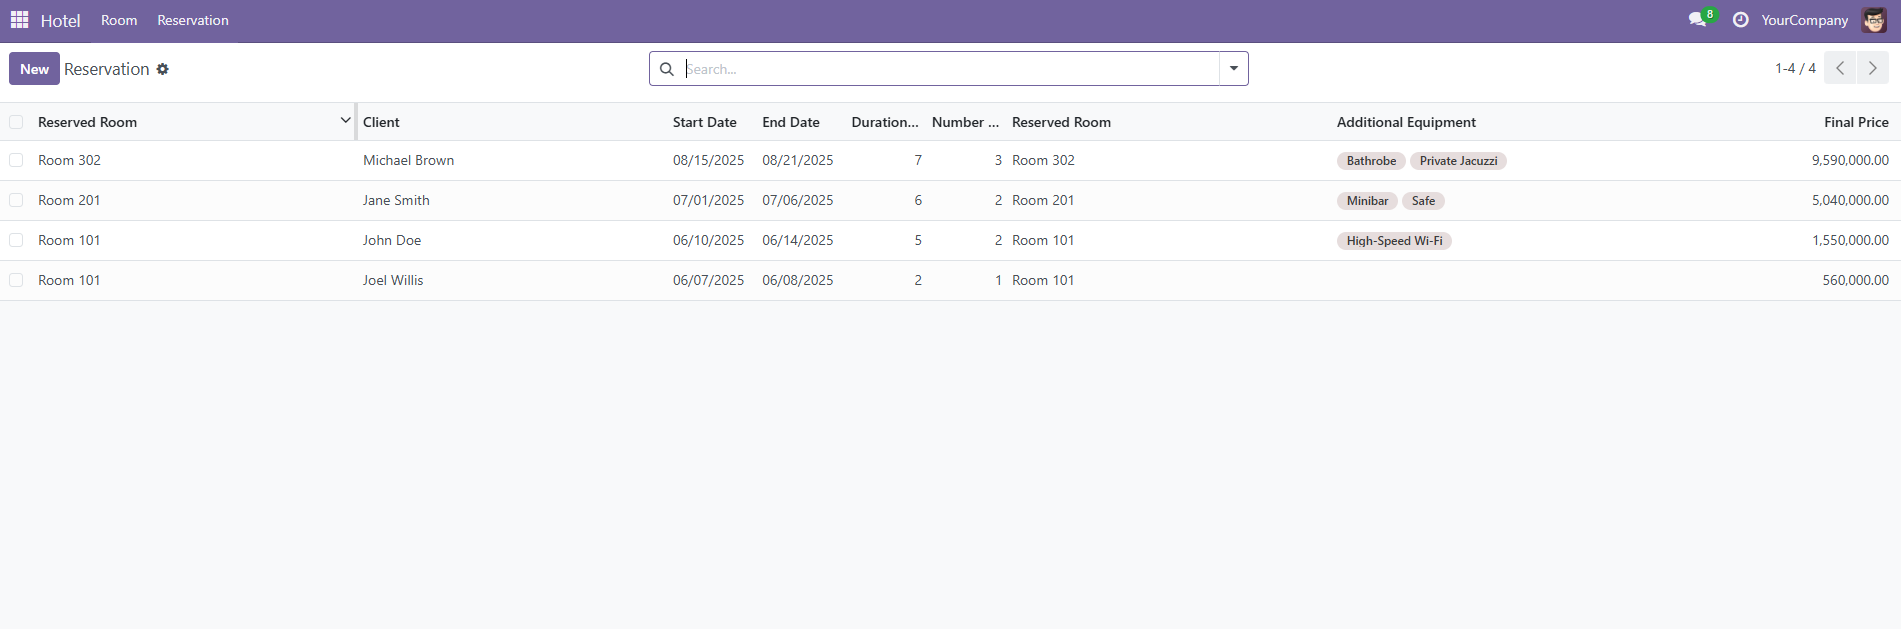 Hotel Room Reservation 8 YourCompany
New Reservation Search... 1-4 / 4
Reserved Room Client Start Date End Date Duration... Number ... Reserved Room Additional Equipment Final Price
Room 302 Michael Brown 08/15/2025 08/21/2025 7 3 Room 302 Bathrobe Private Jacuzzi 9,590,000.00
Room 201 Jane Smith 07/01/2025 07/06/2025 6 2 Room 201 Minibar Safe 5,040,000.00
Room 101 John Doe 06/10/2025 06/14/2025 5 2 Room 101 High-Speed Wi-Fi 1,550,000.00
Room 101 Joel Willis 06/07/2025 06/08/2025 2 1 Room 101 560,000.00